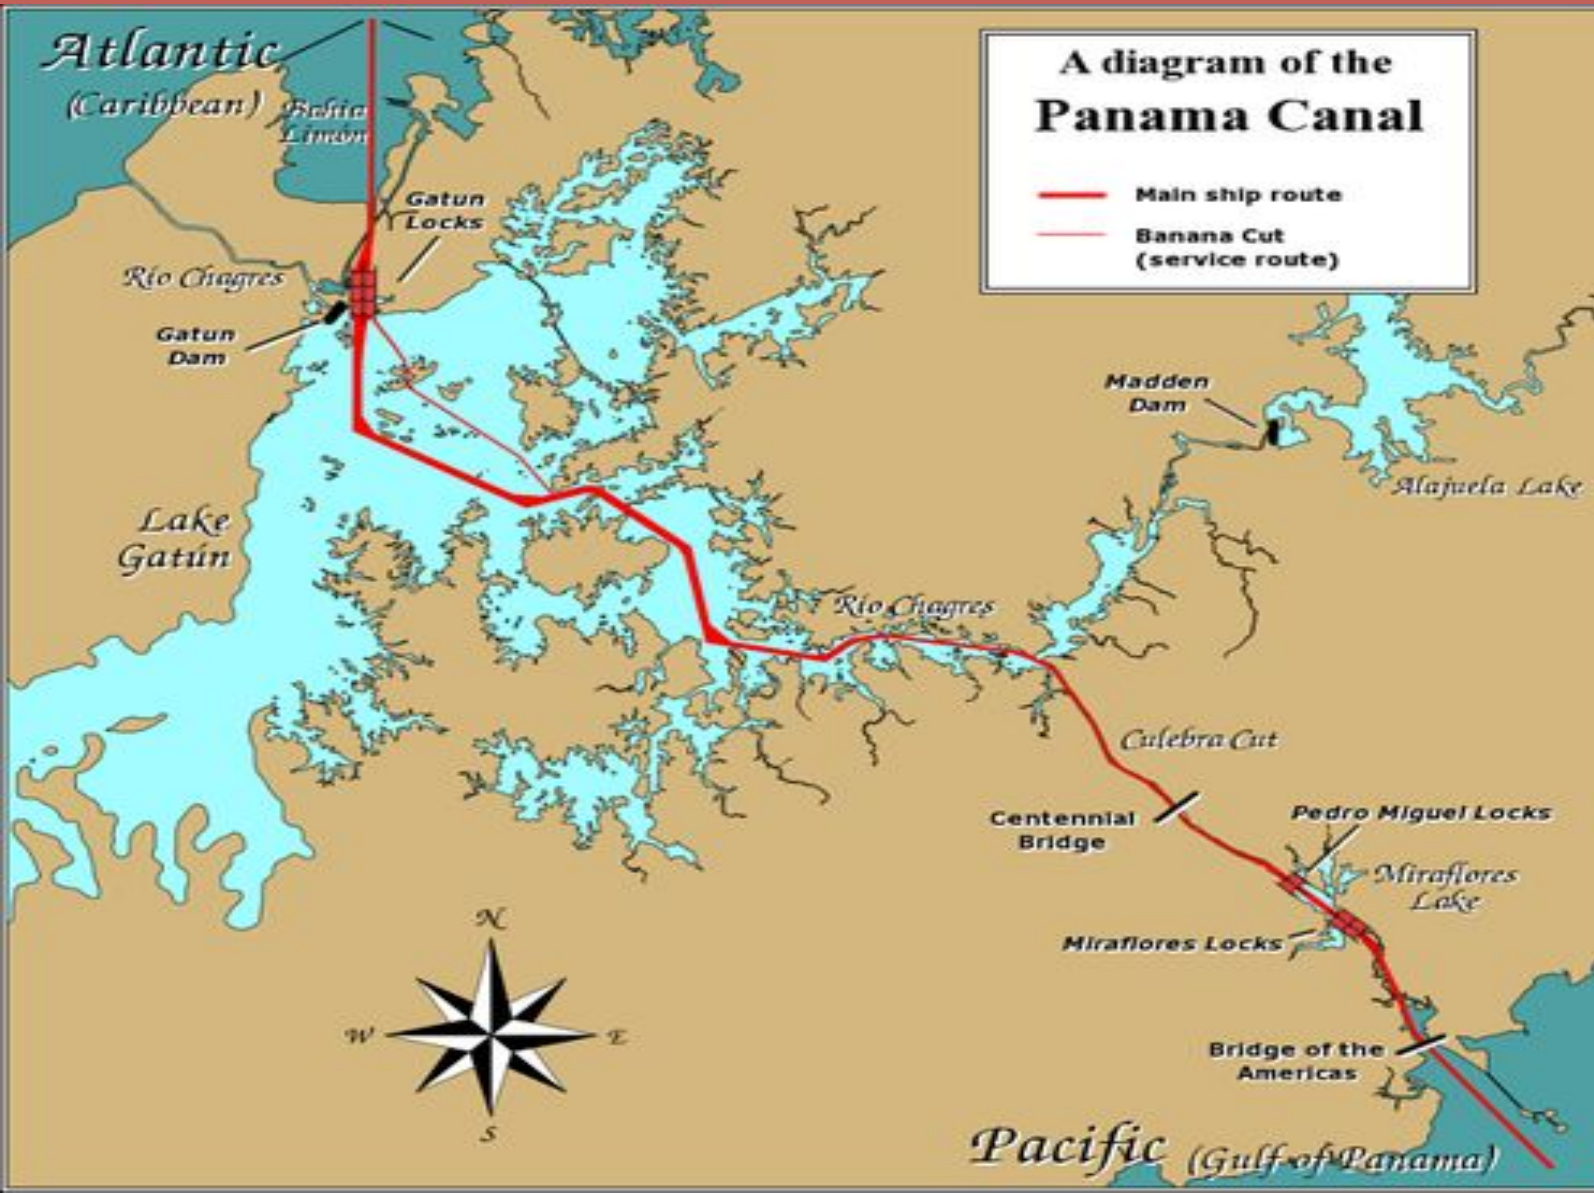 Atlantic
(Caribbean)
Bahia
Limón
A diagram of the
Panama Canal
Main ship route
Banana Cut
(service route)
Gatun
Locks
Rio Chagres
Gatun
Dam
Madden
Dam
Alajuela Lake
Lake
Gatún
Rio Chagres
Culebra Cut
Centennial
Bridge
Pedro Miguel Locks
Miraflores
Lake
Miraflores Locks
N
W
E
S
Bridge of the
Americas
Pacific (Gulf of Panama)